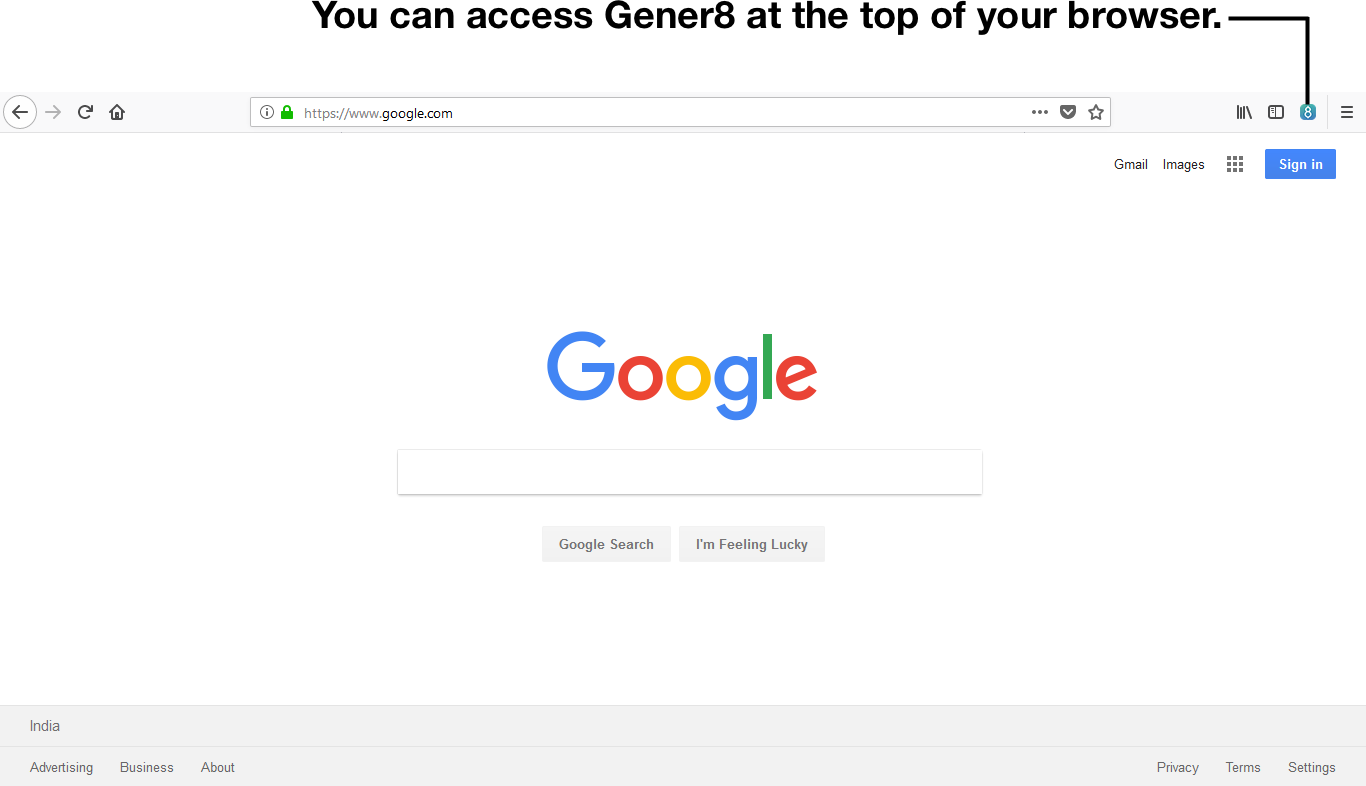 You can access Gener8 at the top of your browser.
https://www.google.com
8
Gmail Images
Sign in
Google
Google Search
I'm Feeling Lucky
India
Advertising Business About
Privacy Terms Settings